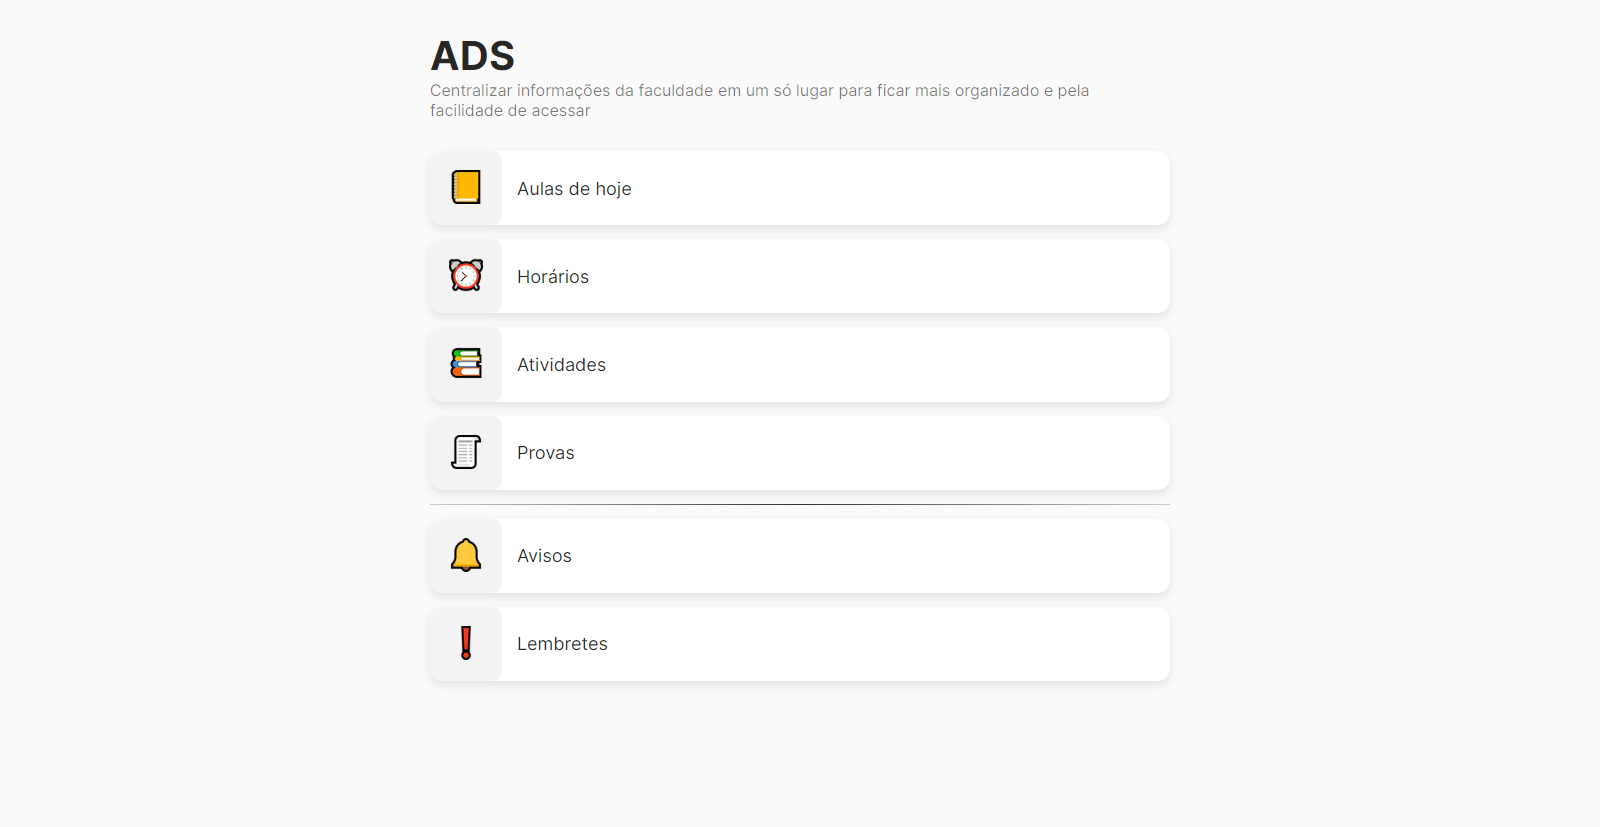 ADS
Centralizar informações da faculdade em um só lugar para ficar mais organizado e pela
facilidade de acessar
Aulas de hoje
Horários
Atividades
Provas
Avisos
Lembretes